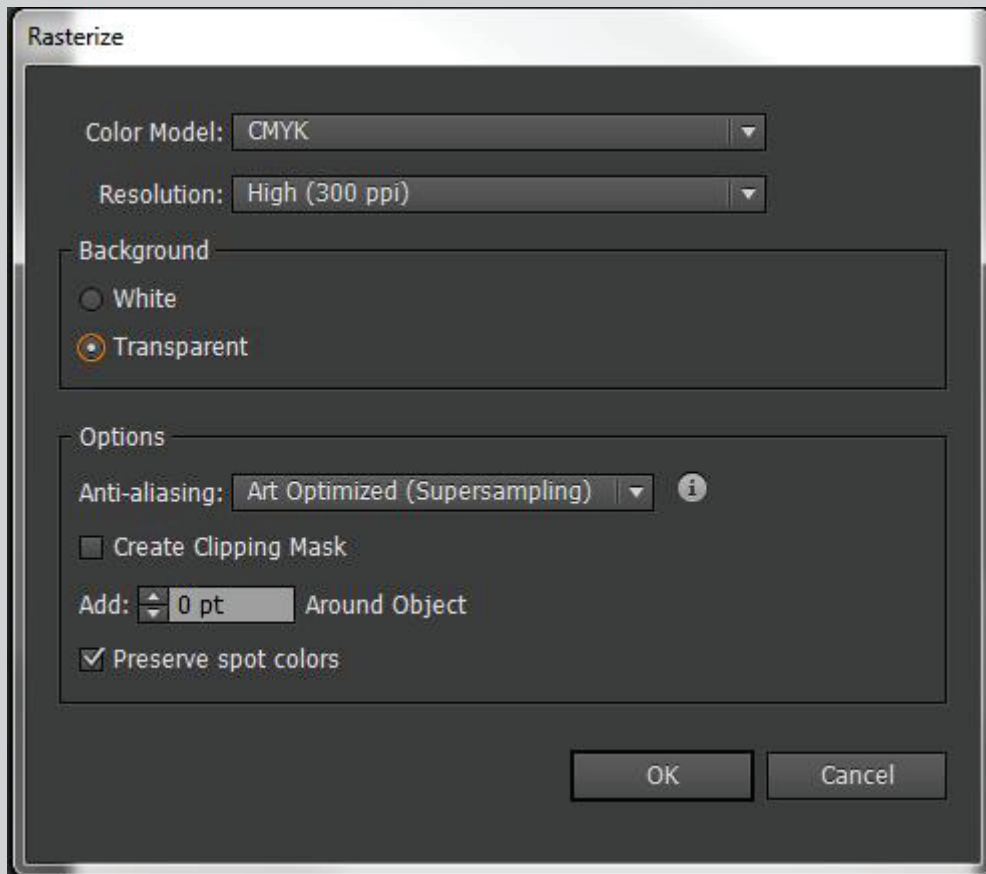 Rasterize
Color Model: CMYK
Resolution: High (300 ppi)
Background
White
Transparent
Options
Anti-aliasing: Art Optimized (Supersampling)
Create Clipping Mask
Add: 0 pt Around Object
Preserve spot colors
OK Cancel